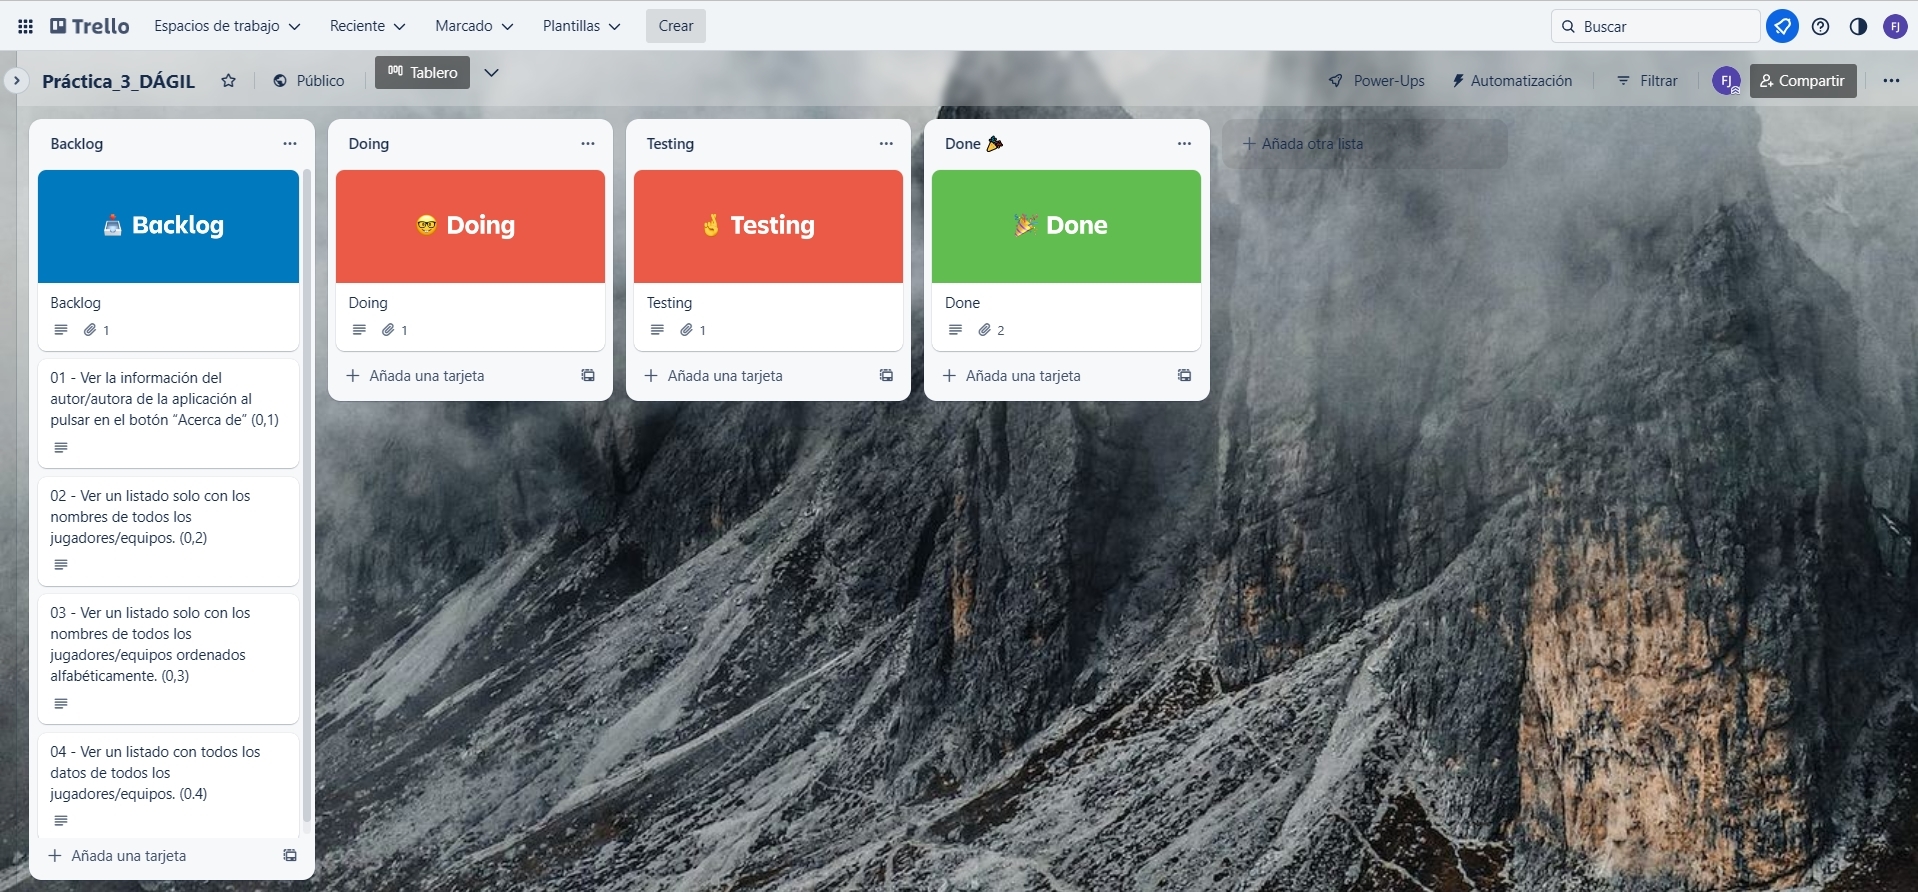 Trello
Espacios de trabajo
Reciente
Marcado
Plantillas
Crear
Buscar
FJ
Práctica_3_DÁGIL
Público
Tablero
Power-Ups
Automatización
Filtrar
FJ
Compartir
Backlog
Backlog
Backlog
1
01 - Ver la información del
autor/autora de la aplicación al
pulsar en el botón “Acerca de” (0,1)
02 - Ver un listado solo con los
nombres de todos los
jugadores/equipos. (0,2)
03 - Ver un listado solo con los
nombres de todos los
jugadores/equipos ordenados
alfabéticamente. (0,3)
04 - Ver un listado con todos los
datos de todos los
jugadores/equipos. (0.4)
Añada una tarjeta
Doing
Doing
Doing
1
Añada una tarjeta
Testing
Testing
Testing
1
Añada una tarjeta
Done 🎉
Done
Done
2
Añada una tarjeta
Añada otra lista